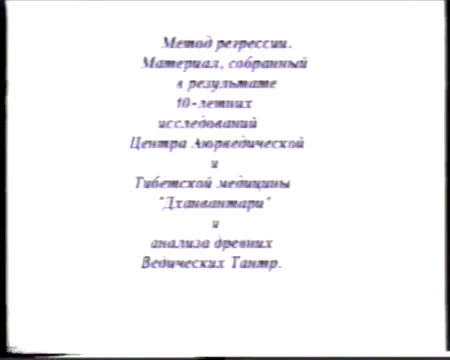 Метод регрессии.
Материал, собранный
в результате
10-летних
исследований
Центра Аюрведической
и
Тибетской медицины
"Дханвантари"
и
анализа древних
Ведических Тантр.